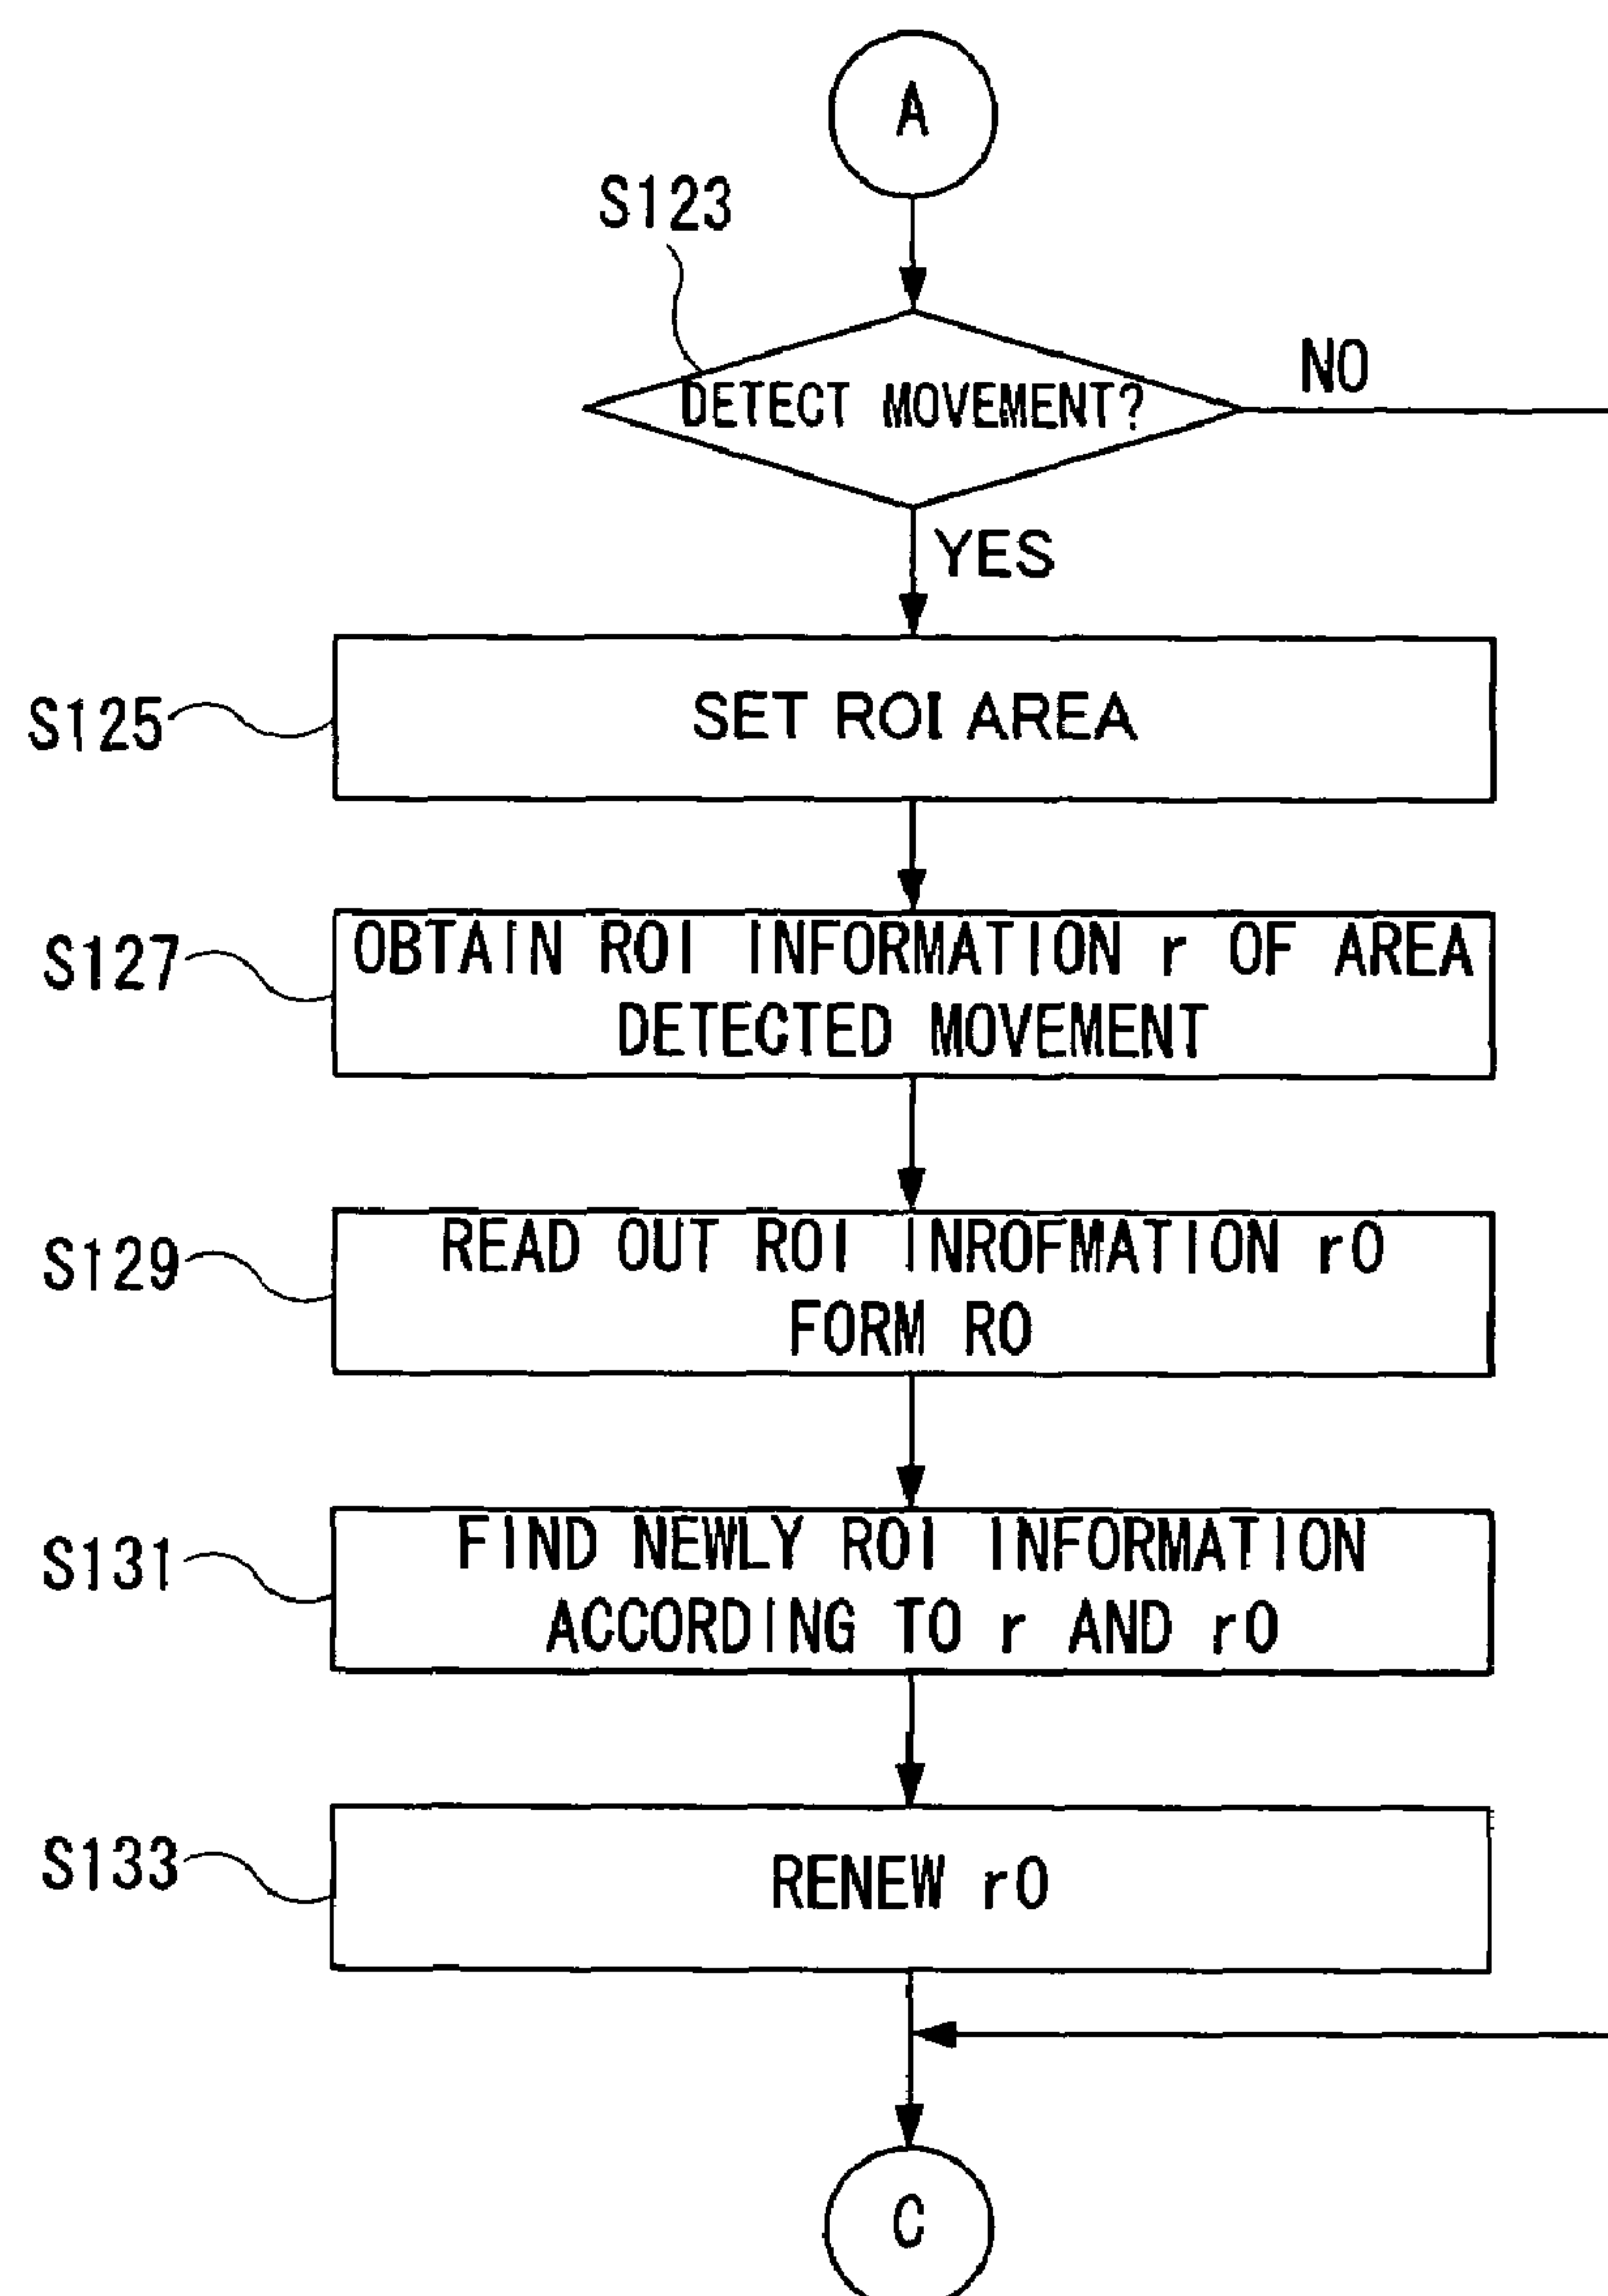 A
S123
DETECT MOVEMENT?
NO
YES
S125
SET ROI AREA
S127
OBTAIN ROI INFORMATION r OF AREA
DETECTED MOVEMENT
S129
READ OUT ROI INROFMATION r0
FORM R0
S131
FIND NEWLY ROI INFORMATION
ACCORDING TO r AND r0
S133
RENEW r0
C